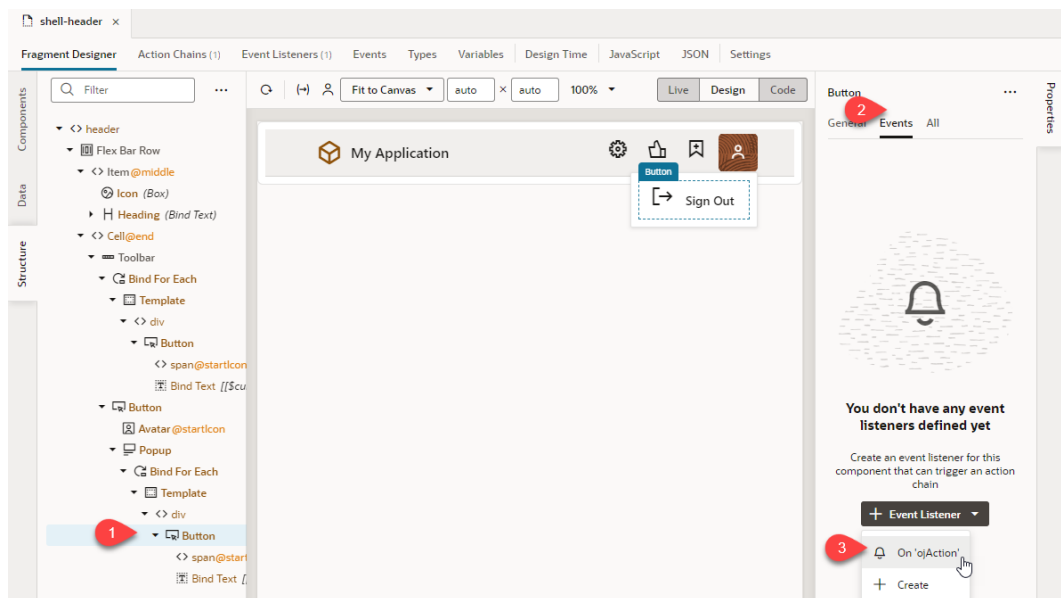 shell-header ×
Fragment Designer Action Chains (1) Event Listeners (1) Events Types Variables Design Time JavaScript JSON Settings
Components
Data
Structure
Filter
header
Flex Bar Row
Item@middle
Icon (Box)
Heading (Bind Text)
Cell@end
Toolbar
Bind For Each
Template
div
Button
span@startIcon
Bind Text [[$cu
Button
Avatar@startIcon
Popup
Bind For Each
Template
div
1
Button
span@start
Bind Text [
Fit to Canvas auto × auto 100% Live Design Code
My Application
Button
Sign Out
Button
2
General Events All
You don't have any event
listeners defined yet
Create an event listener for this
component that can trigger an action
chain
+ Event Listener
3
On 'ojAction'
+ Create
Properties